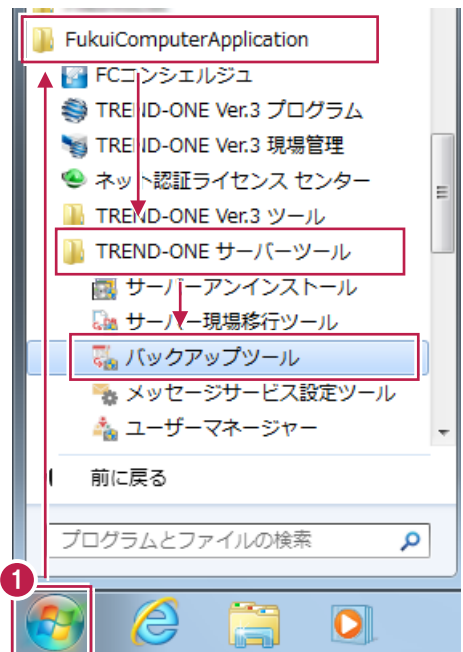 FukuiComputerApplication
FCコンシェルジュ
TREND-ONE Ver.3 プログラム
TREND-ONE Ver.3 現場管理
ネット認証ライセンス センター
TREND-ONE Ver.3 ツール
TREND-ONE サーバーツール
サーバーアンインストール
サーバー現場移行ツール
バックアップツール
メッセージサービス設定ツール
ユーザーマネージャー
前に戻る
プログラムとファイルの検索
1